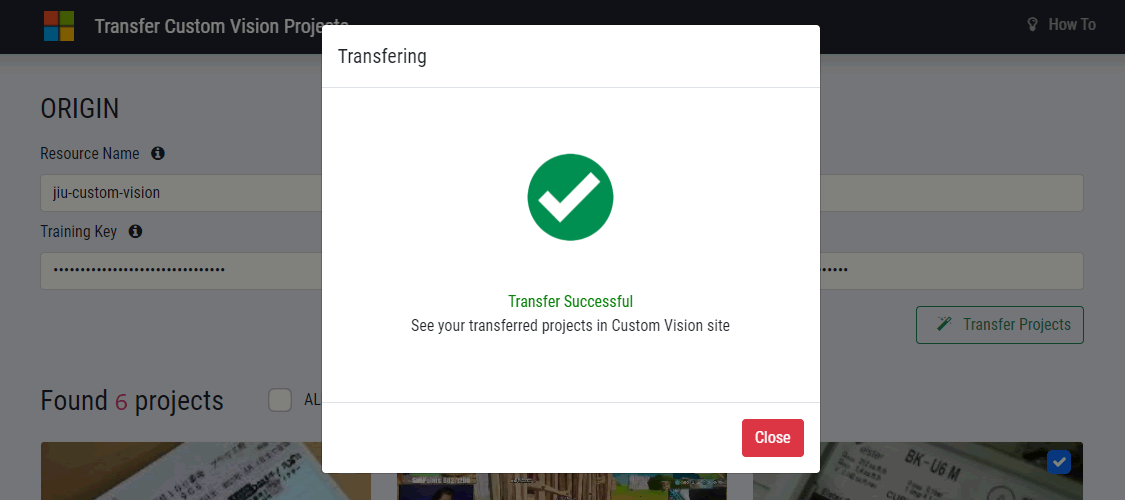 Transfer Custom Vision Projects
How To
Transfering
ORIGIN
Resource Name
jiu-custom-vision
Training Key
••••••••••••••••••••••••••••••••
Transfer Successful
See your transferred projects in Custom Vision site
Transfer Projects
Found 6 projects
AL
Close
BK-U6 M